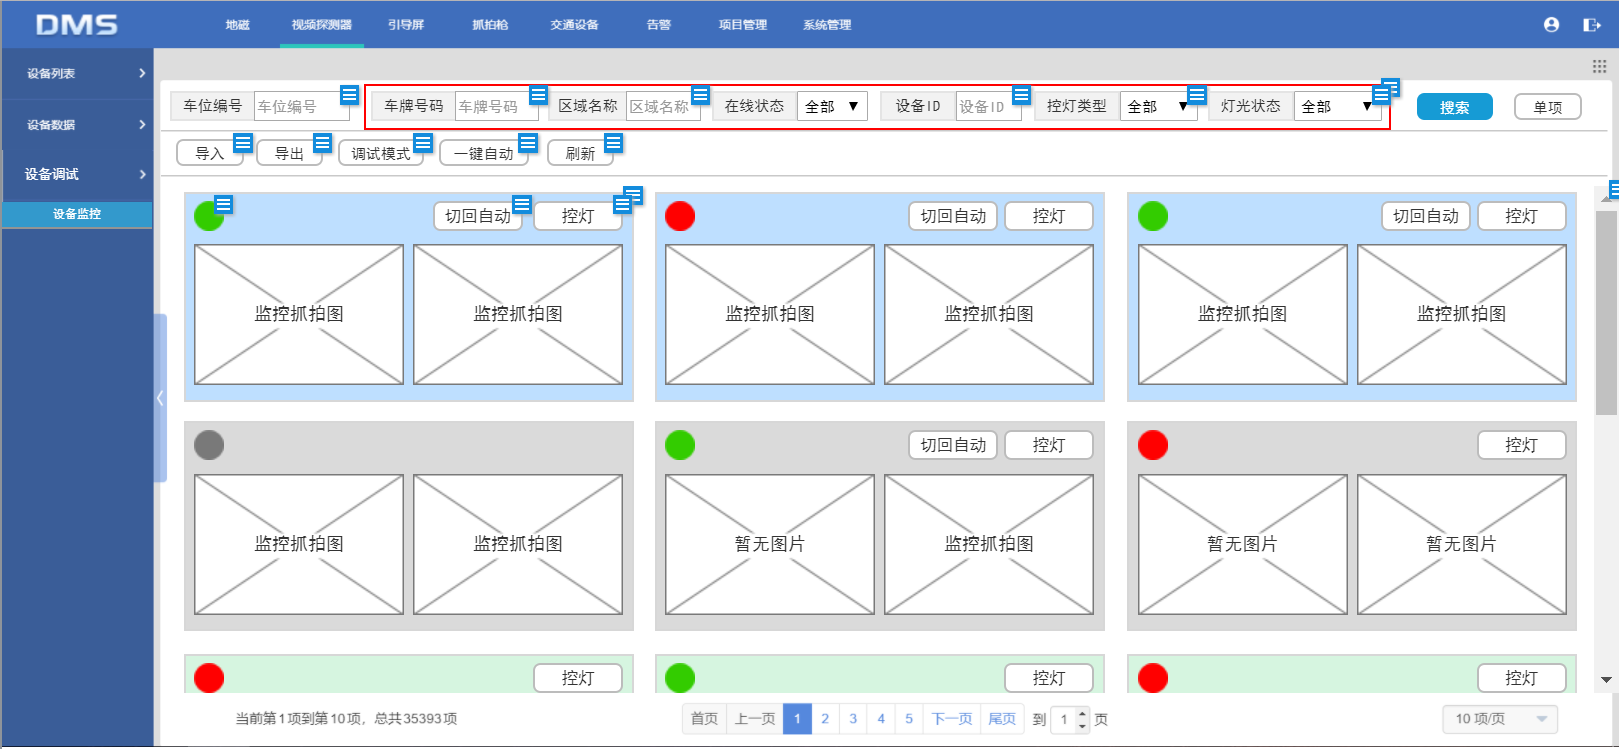 DMS 地磁 视频探测器 引导屏 抓拍枪 交通设备 告警 项目管理 系统管理
设备列表
设备数据
设备调试
设备监控
车位编号 车位编号 车牌号码 车牌号码 区域名称 区域名称 在线状态 全部 ▼ 设备ID 设备ID 控灯类型 全部 ▼ 灯光状态 全部 ▼ 搜索 单项
导入 导出 调试模式 一键自动 刷新
切回自动 控灯 切回自动 控灯 切回自动 控灯
监控抓拍图 监控抓拍图 监控抓拍图 监控抓拍图 监控抓拍图 监控抓拍图
切回自动 控灯 控灯
监控抓拍图 监控抓拍图 暂无图片 监控抓拍图 暂无图片 暂无图片
控灯 控灯 控灯
当前第1项到第10项，总共35393项 首页 上一页 1 2 3 4 5 下一页 尾页 到 1 页 10 项/页